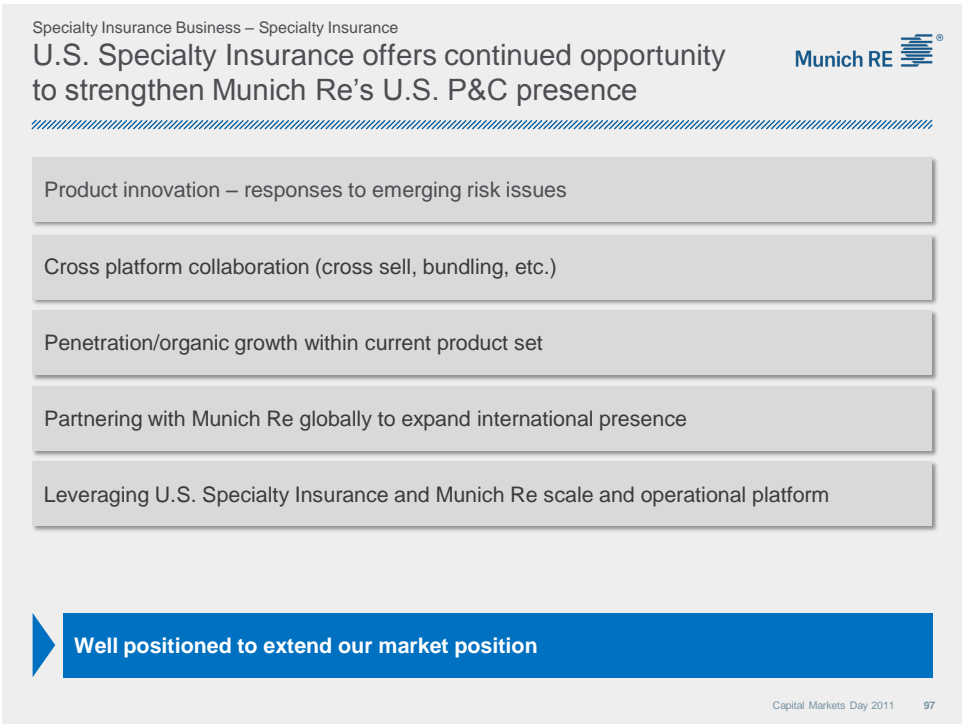 Specialty Insurance Business – Specialty Insurance
U.S. Specialty Insurance offers continued opportunity
to strengthen Munich Re’s U.S. P&C presence
Munich RE ®
Product innovation – responses to emerging risk issues
Cross platform collaboration (cross sell, bundling, etc.)
Penetration/organic growth within current product set
Partnering with Munich Re globally to expand international presence
Leveraging U.S. Specialty Insurance and Munich Re scale and operational platform
Well positioned to extend our market position
Capital Markets Day 2011 97